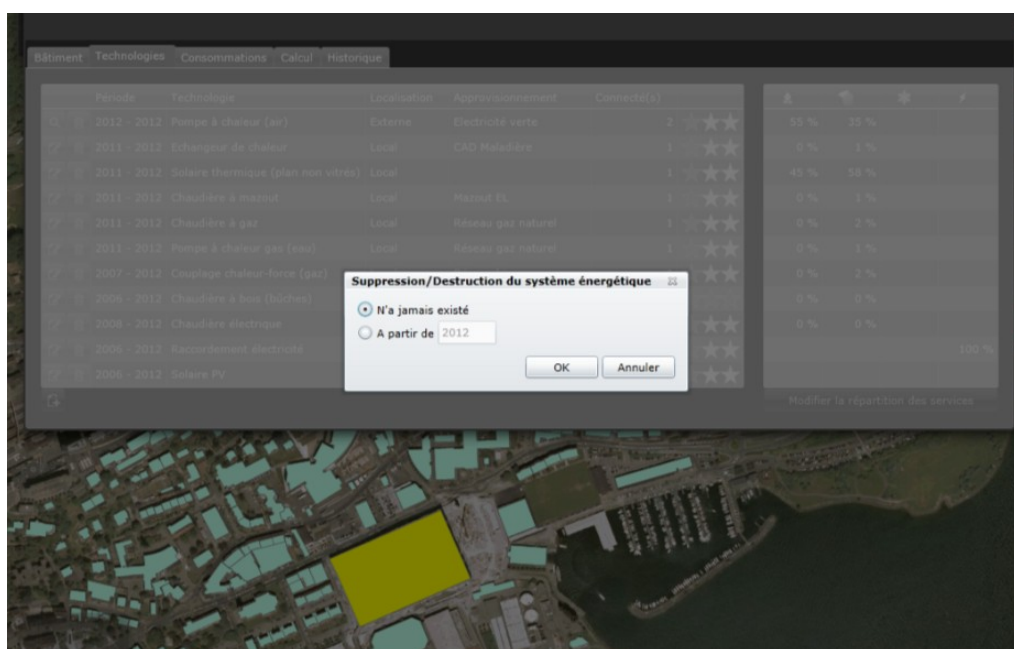 Bâtiment Technologies Consommations Calcul Historique
Période Technologie Localisation Approvisionnement Connecté(s)
2012 - 2012 Pompe à chaleur (air) Externe Electricité verte 2 55 % 35 %
2011 - 2012 Echangeur de chaleur Local CAD Maladière 1 0 % 1 %
2011 - 2012 Solaire thermique (plan non vitrés) Local 1 45 % 58 %
2011 - 2012 Chaudière à mazout Local Mazout EL 1 0 % 1 %
2011 - 2012 Chaudière à gaz Local Réseau gaz naturel 1 0 % 2 %
2011 - 2012 Pompe à chaleur gaz (eau) Local Réseau gaz naturel 1 0 % 1 %
2007 - 2012 Couplage chaleur-force (gaz) 0 % 2 %
Suppression/Destruction du système énergétique
N'a jamais existé
2006 - 2012 Chaudière à bois (bûches) 0 % 0 %
2008 - 2012 Chaudière électrique 0 % 0 %
A partir de 2012
2006 - 2012 Raccordement électricité 100 %
OK Annuler
2006 - 2012 Solaire PV
Modifier la répartition des services